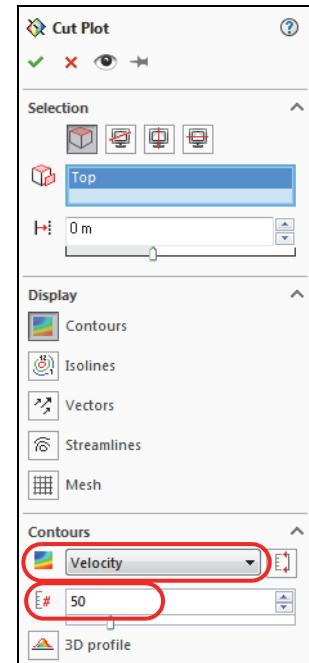 Cut Plot
Selection
Top
0 m
Display
Contours
Isolines
Vectors
Streamlines
Mesh
Contours
Velocity
50
3D profile